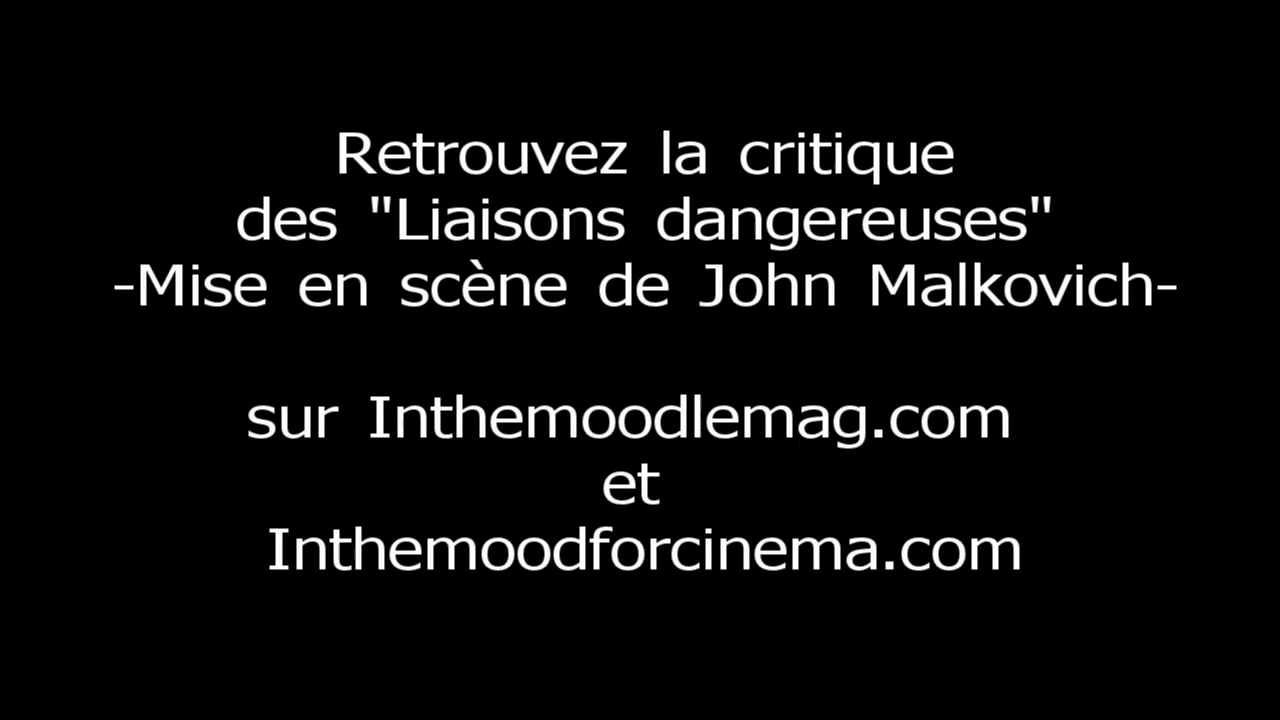 Retrouvez la critique
des "Liaisons dangereuses"
-Mise en scène de John Malkovich-
sur Inthemoodlemag.com
et
Inthemoodforcinema.com